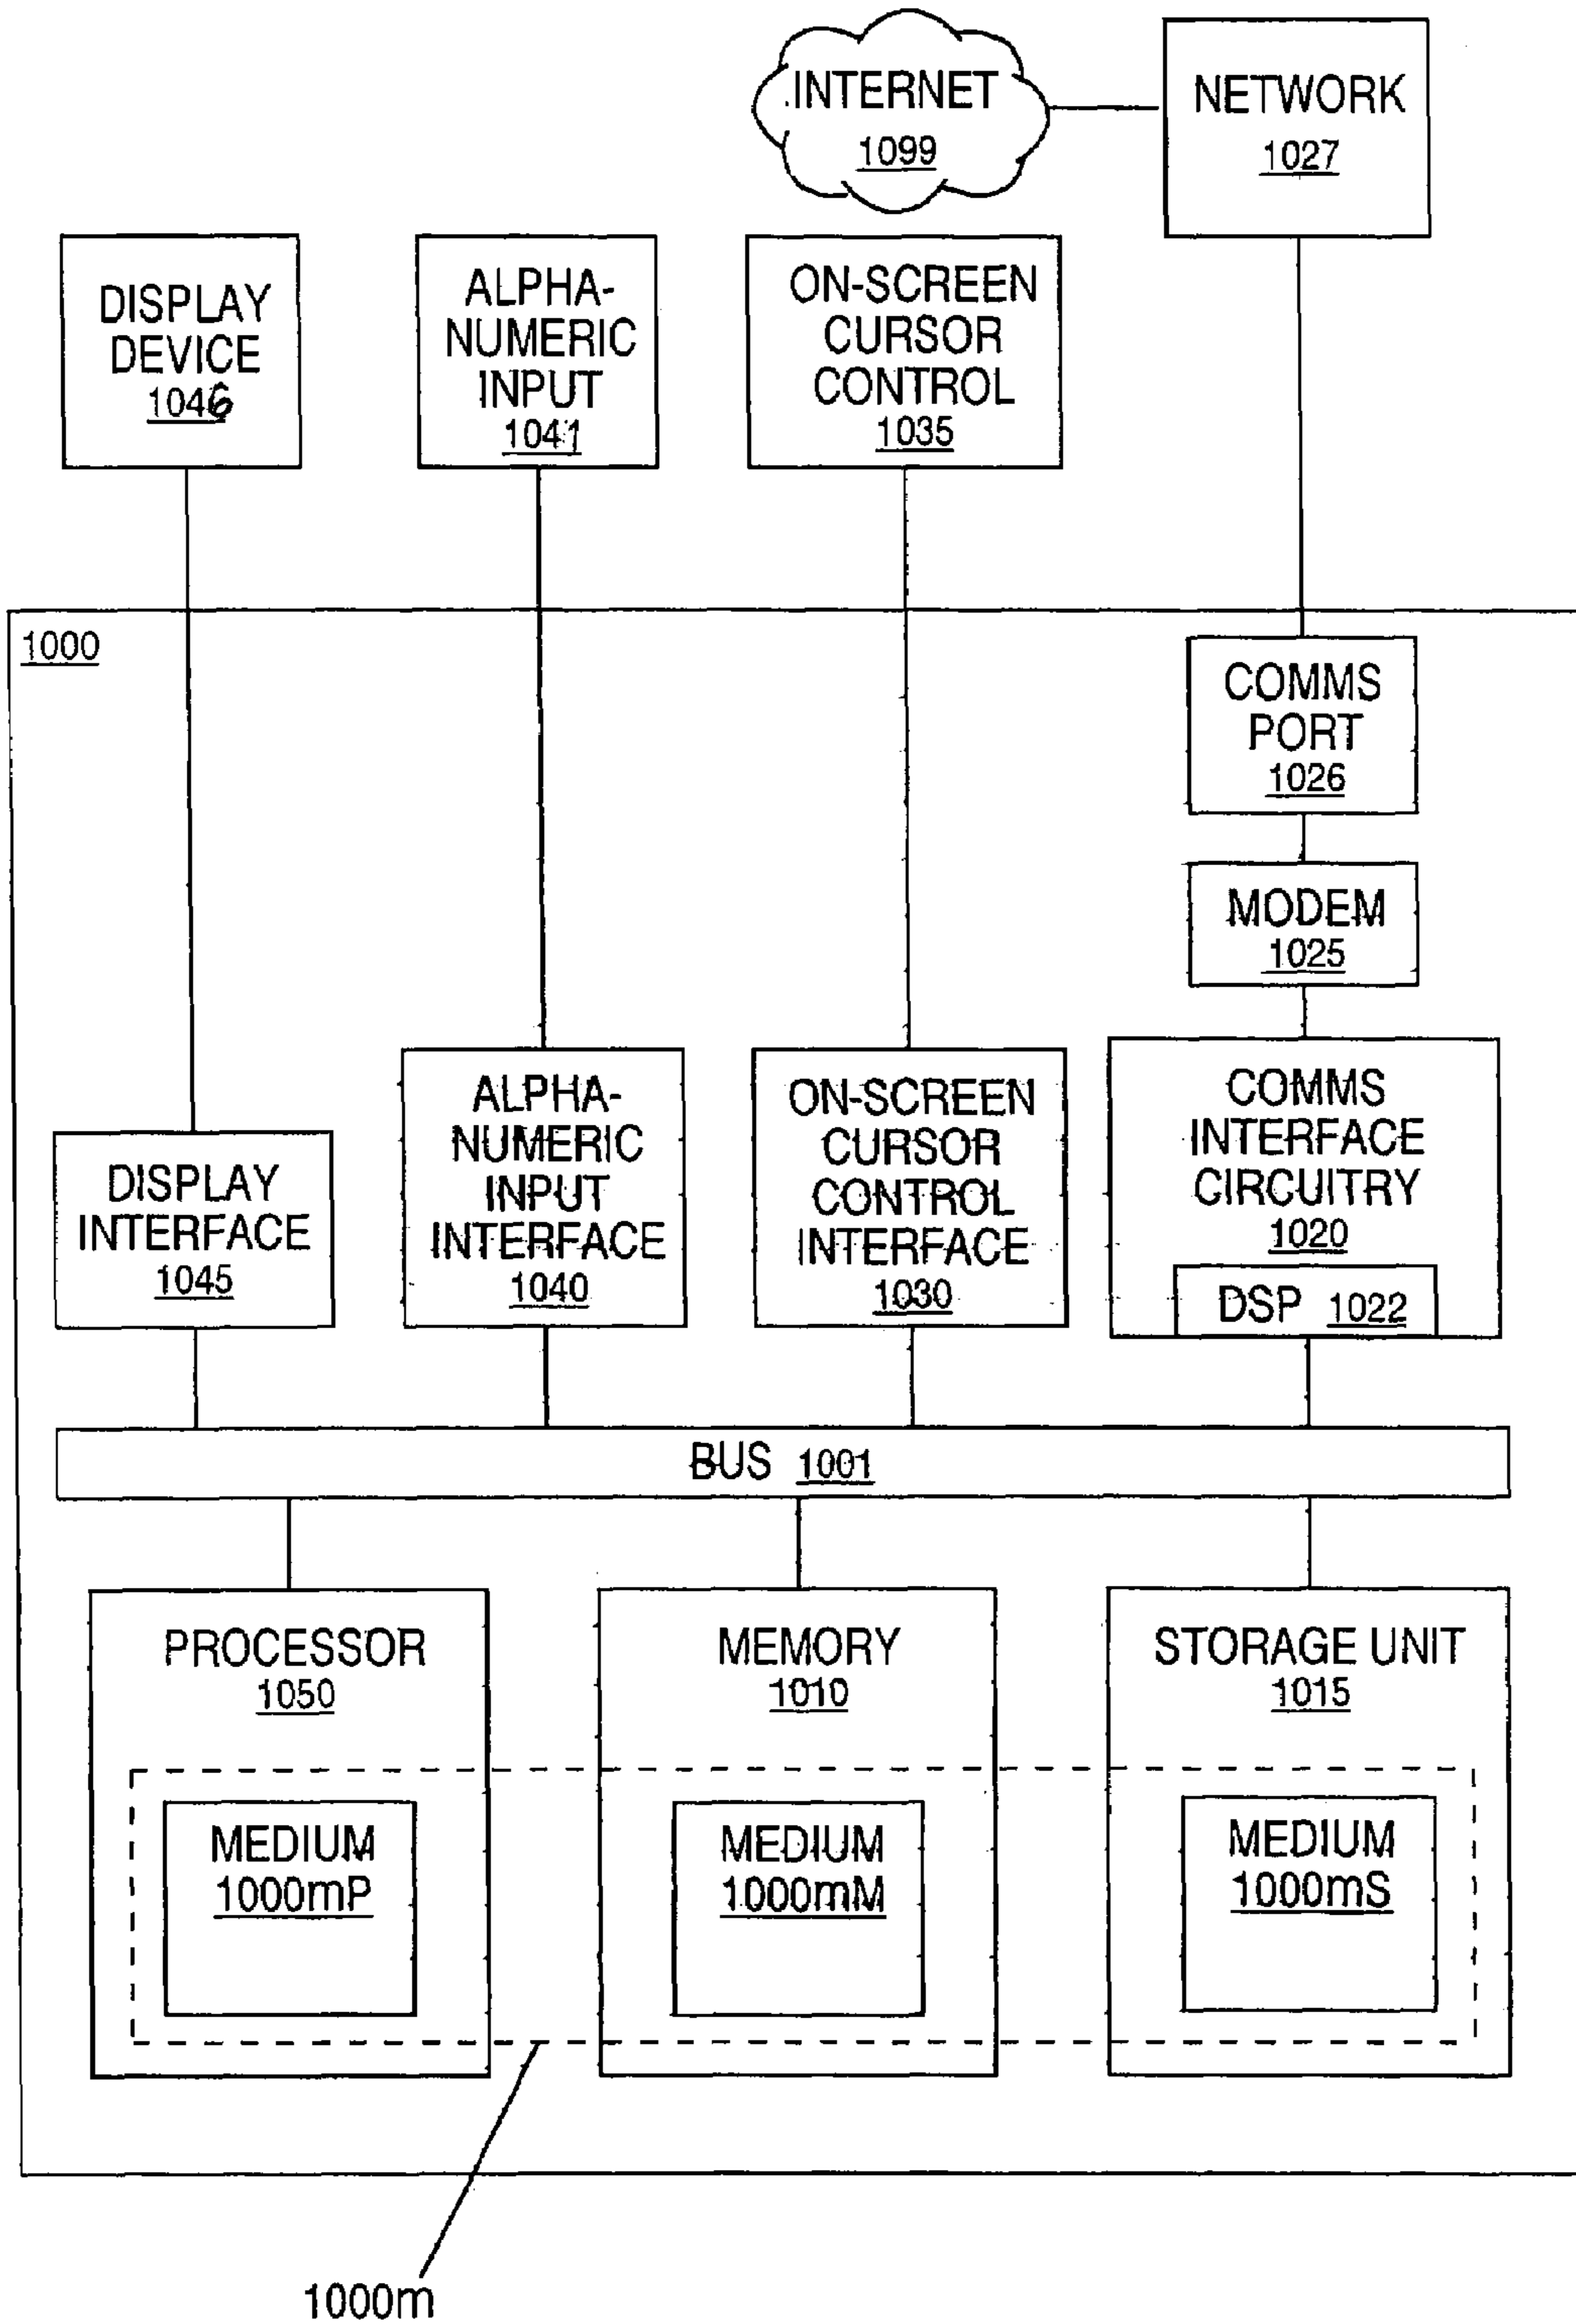 INTERNET
1099
NETWORK
1027
DISPLAY
DEVICE
1046
ALPHA-
NUMERIC
INPUT
1041
ON-SCREEN
CURSOR
CONTROL
1035
1000
COMMS
PORT
1026
MODEM
1025
DISPLAY
INTERFACE
1045
ALPHA-
NUMERIC
INPUT
INTERFACE
1040
ON-SCREEN
CURSOR
CONTROL
INTERFACE
1030
COMMS
INTERFACE
CIRCUITRY
1020
DSP 1022
BUS 1001
PROCESSOR
1050
MEDIUM
1000mP
MEMORY
1010
MEDIUM
1000mM
STORAGE UNIT
1015
MEDIUM
1000mS
1000m